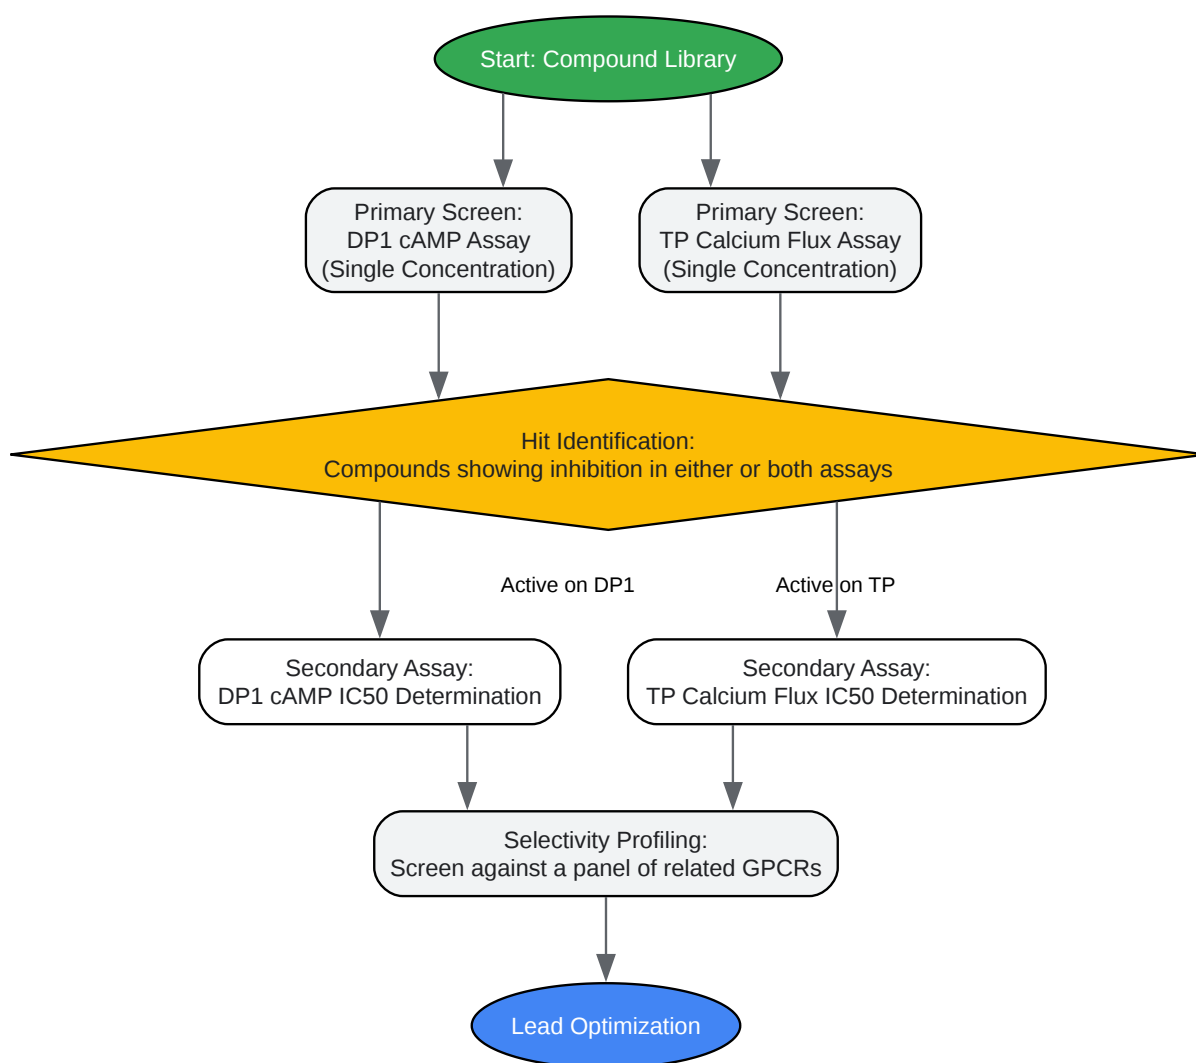 Start: Compound Library
Primary Screen:
DP1 cAMP Assay
(Single Concentration)
Primary Screen:
TP Calcium Flux Assay
(Single Concentration)
Hit Identification:
Compounds showing inhibition in either or both assays
Active on DP1
Active on TP
Secondary Assay:
DP1 cAMP IC50 Determination
Secondary Assay:
TP Calcium Flux IC50 Determination
Selectivity Profiling:
Screen against a panel of related GPCRs
Lead Optimization